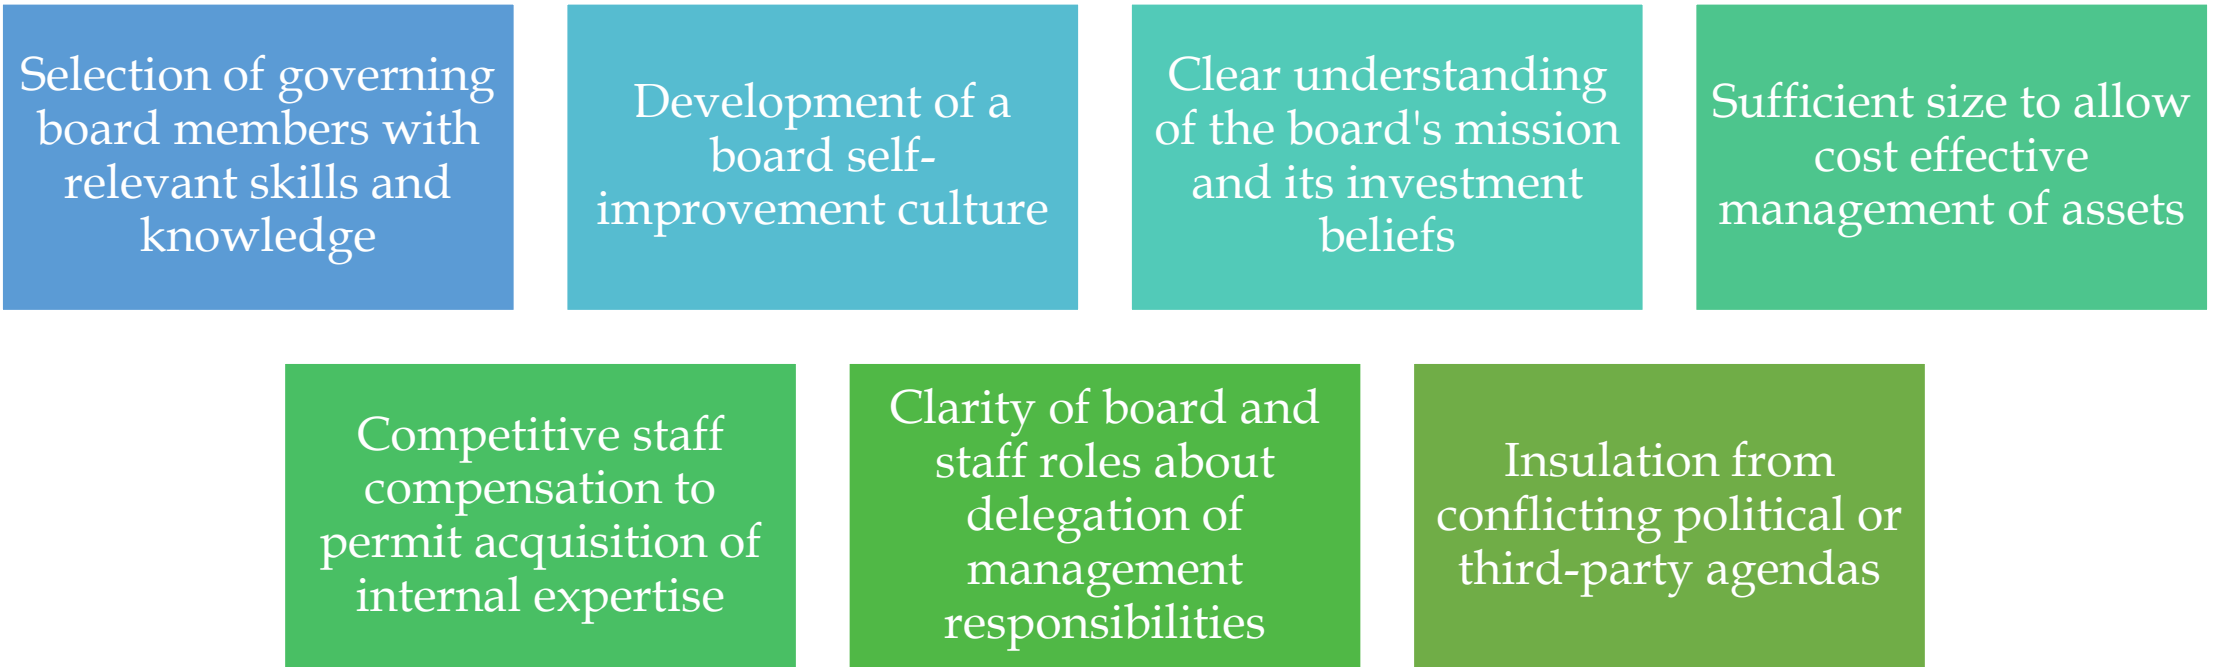 Selection of governing
board members with
relevant skills and
knowledge
Development of a
board self-
improvement culture
Clear understanding
of the board's mission
and its investment
beliefs
Sufficient size to allow
cost effective
management of assets
Competitive staff
compensation to
permit acquisition of
internal expertise
Clarity of board and
staff roles about
delegation of
management
responsibilities
Insulation from
conflicting political or
third-party agendas